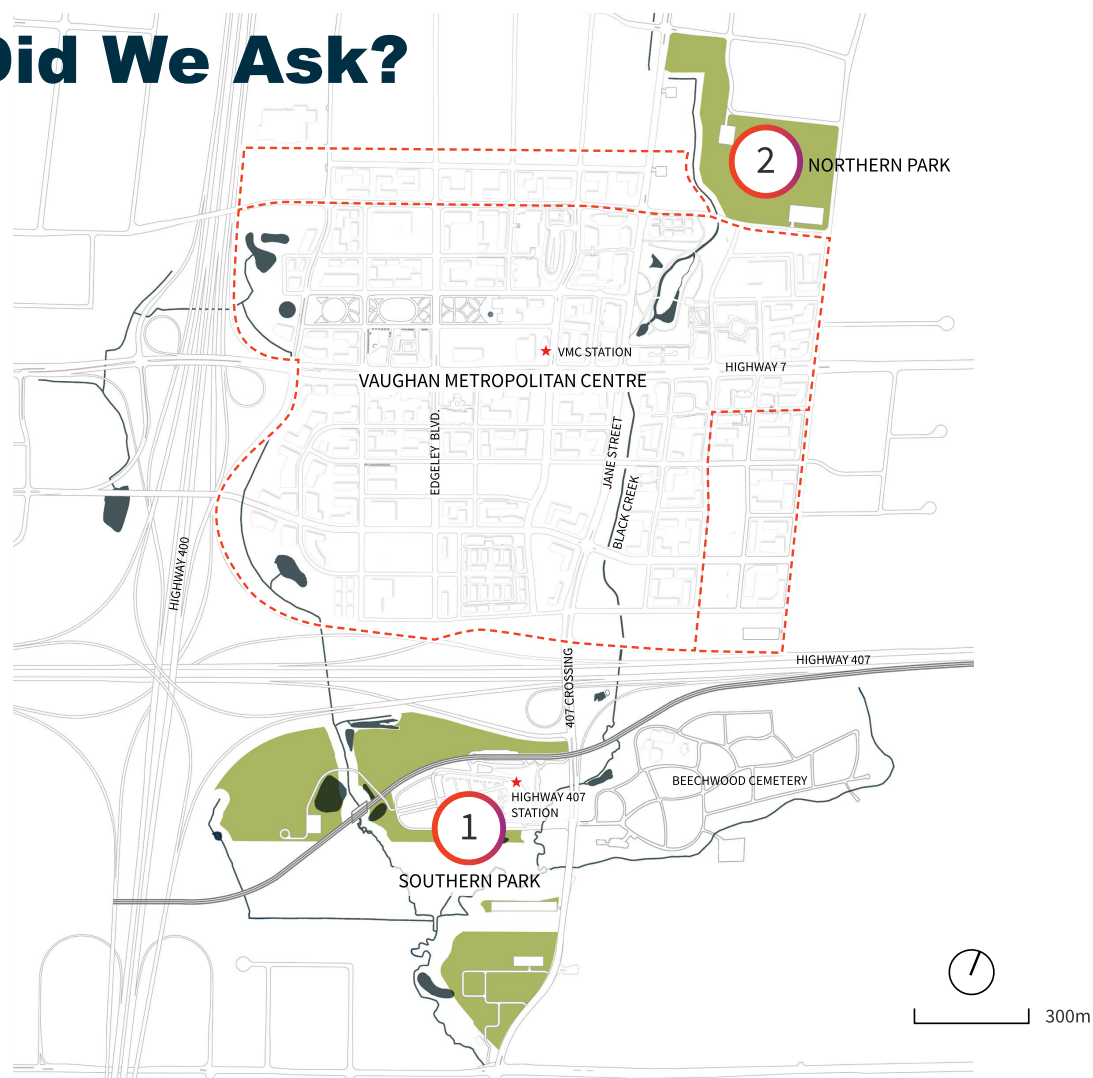 Did We Ask?
2
NORTHERN PARK
VMC STATION
HIGHWAY 7
VAUGHAN METROPOLITAN CENTRE
EDGELEY BLVD.
JANE STREET
BLACK CREEK
HIGHWAY 400
HIGHWAY 407
407 CROSSING
BEECHWOOD CEMETERY
HIGHWAY 407
STATION
1
SOUTHERN PARK
300m